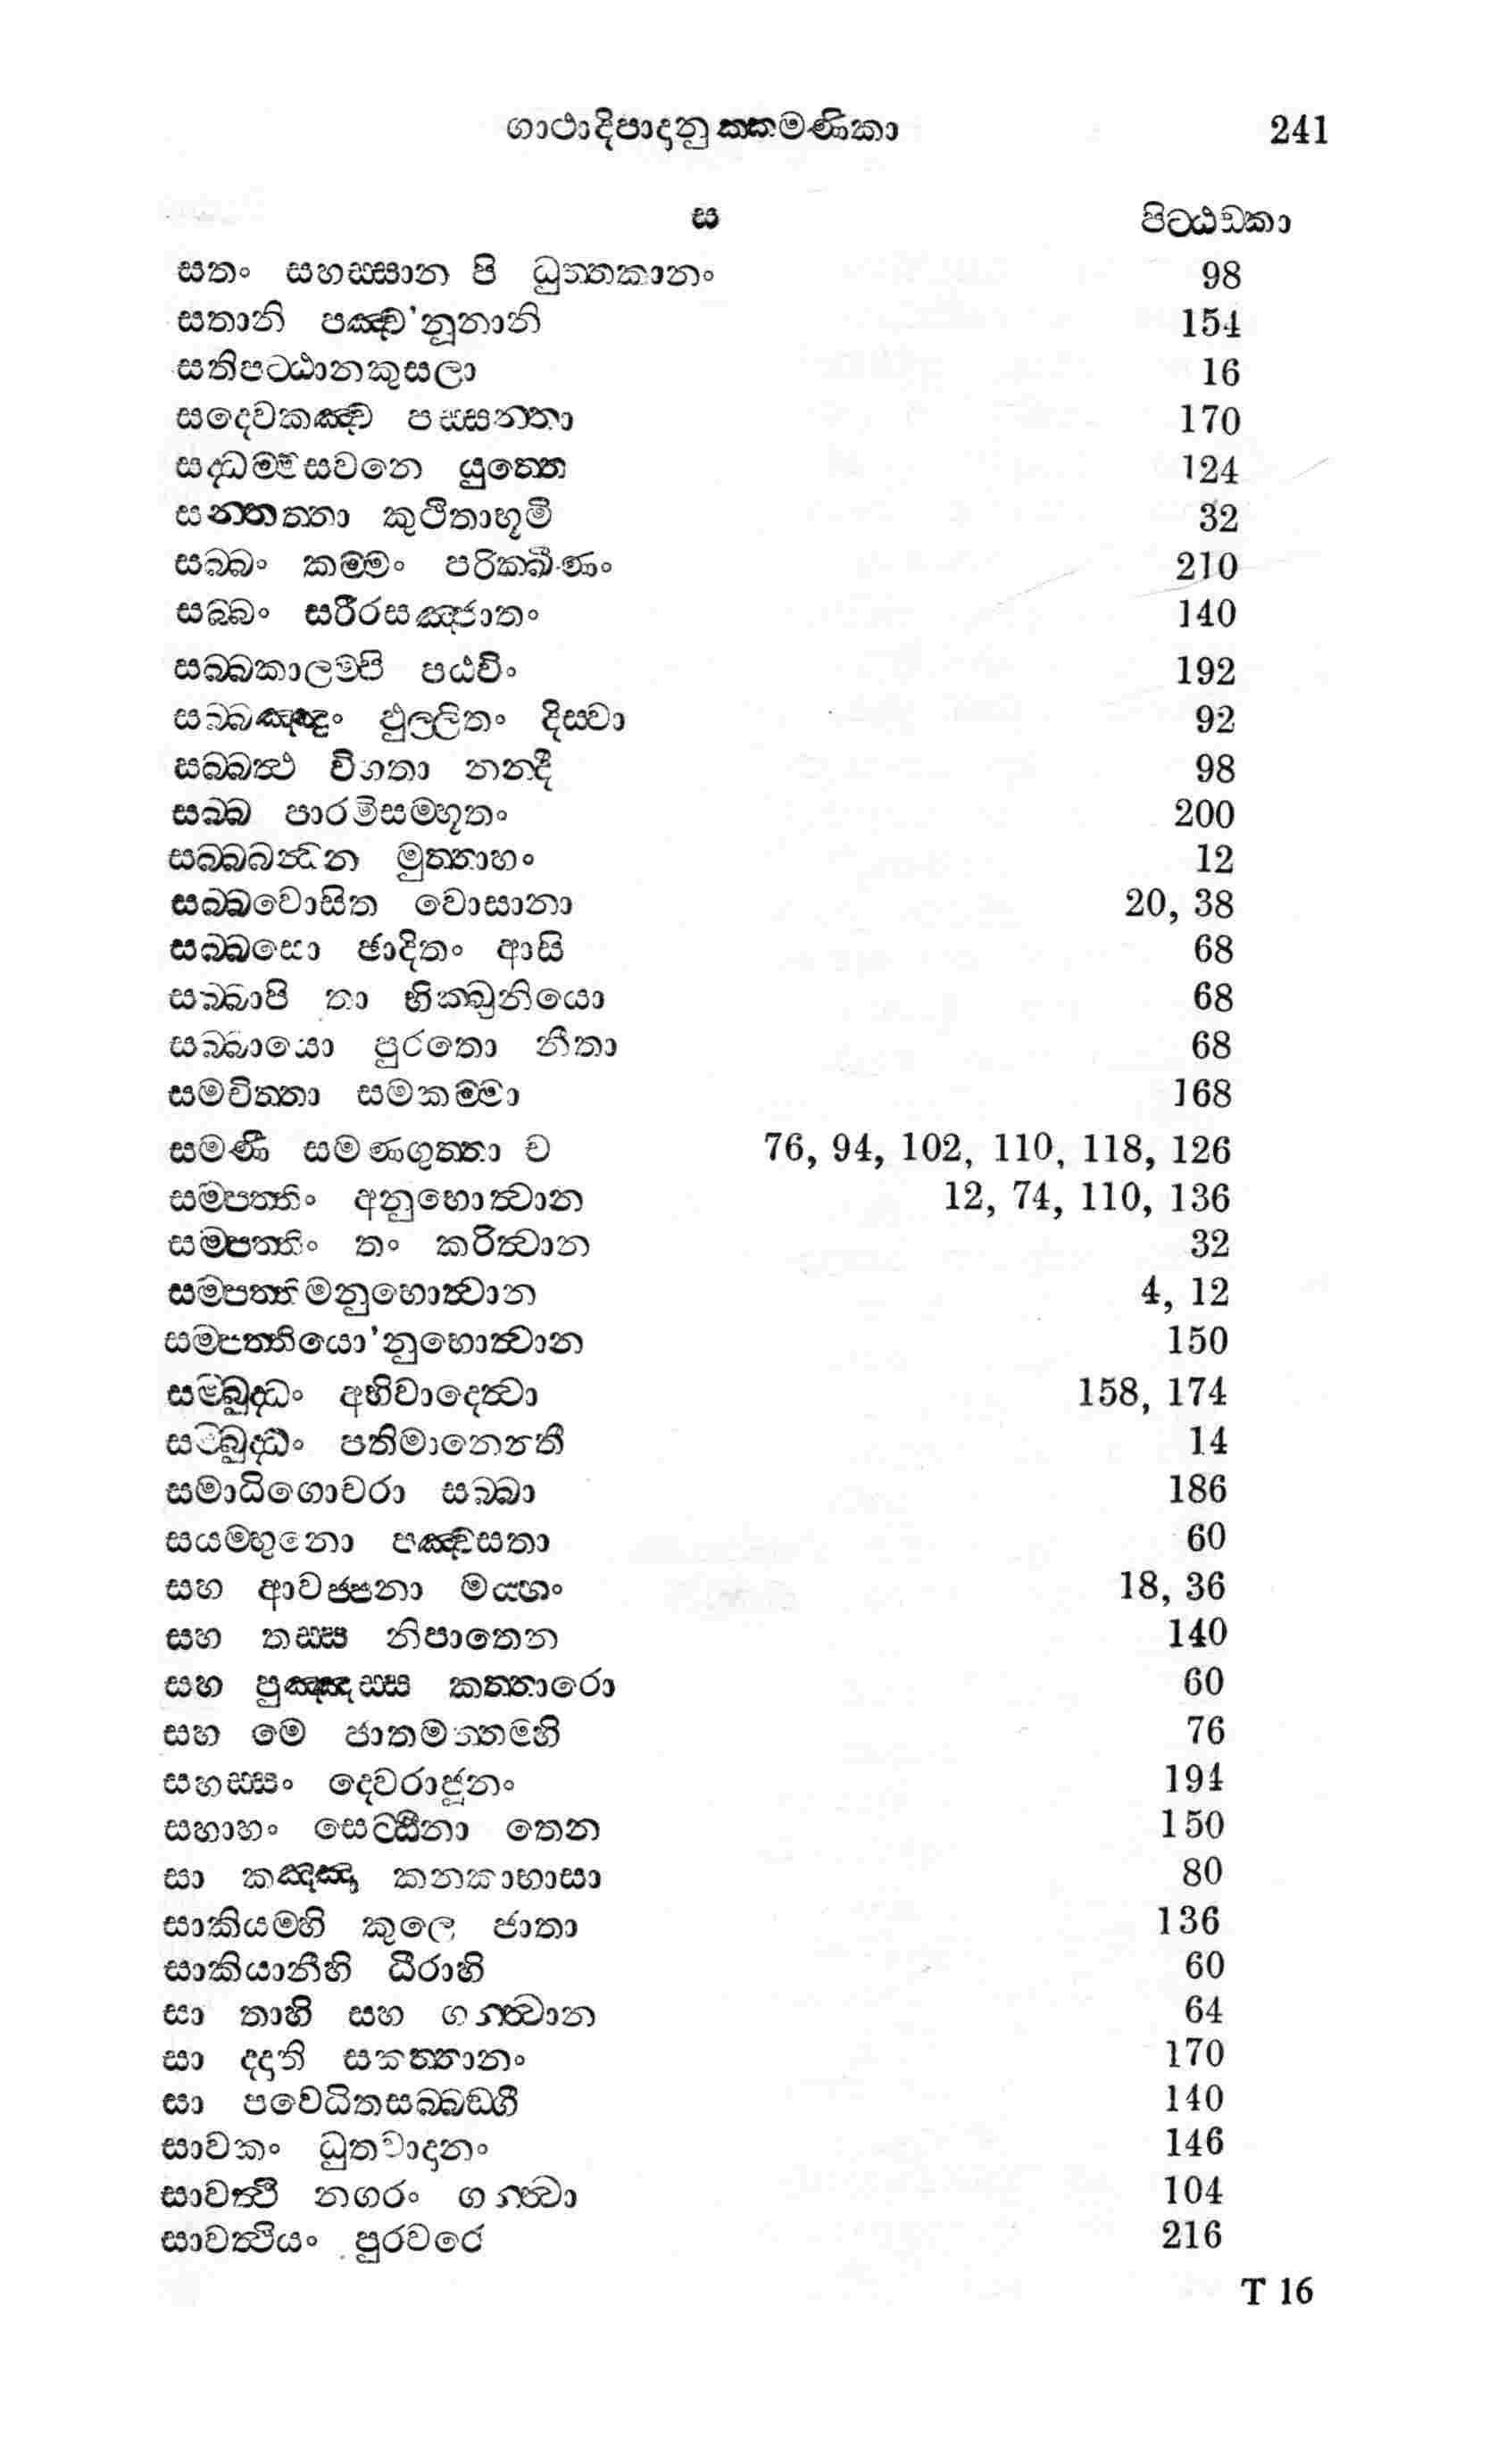 ගාථාදිපාදානුක්කමණිකා 241
ස පිට්ඨඞ්කා
සතං සහස්සාන පි ධුත්තකානං 98
සතානි පඤ්ච'නූනානි 154
සතිපට්ඨානකුසලා 16
සදෙවකඤ්ච පස්සන්තා 170
සද්ධම්මසවනෙ යුත්තෙ 124
සන්තත්තා කුථිතාභූමි 32
සබ්බං කම්මං පරික්ඛීණං 210
සබ්බං සරීරසඤ්ජාතං 140
සබ්බකාලම්පි පඨවිං 192
සබ්බඤ්ඤුං ඵුල්ලිතං දිස්වා 92
සබ්බත්ථ විගතා නන්දී 98
සබ්බ පාරමිසම්භූතං 200
සබ්බබන්ධන මුත්තාහං 12
සබ්බවොසිත වොසානා 20, 38
සබ්බසො ඡාදිතං ආසි 68
සබ්බාපි තා භික්ඛුනියො 68
සබ්බායො පුරතො නීතා 68
සමචිත්තා සමකම්මා 168
සමණී සමණගුත්තා ච 76, 94, 102, 110, 118, 126
සම්පත්තිං අනුභොත්වාන 12, 74, 110, 136
සම්පත්තිං තං කරිත්වාන 32
සම්පත්තිමනුභොත්වාන 4, 12
සම්පත්තියො'නුභොත්වාන 150
සම්බුද්ධං අභිවාදෙත්වා 158, 174
සම්බුද්ධං පතිමානෙන්තී 14
සමාධිගොචරා සබ්බා 186
සයම්භුනො පඤ්චසතා 60
සහ ආවජ්ජනා මය්හං 18, 36
සහ තස්ස නිපාතෙන 140
සහ පුඤ්ඤස්ස කත්තාරො 60
සහ මෙ ජාතමත්තම්හි 76
සහස්සං දෙවරාජූනං 194
සහාහං සෙට්ඨිනා තෙන 150
සා කඤ්ඤා කනකාභාසා 80
සාකියම්හි කුලෙ ජාතා 136
සාකියානීහි ධීරාහි 60
සා තාහි සහ ගන්ත්වාන 64
සා දදාති සකත්තානං 170
සා පවෙධිතසබ්බඞ්ගී 140
සාවකං ධුතවාදානං 146
සාවත්ථි නගරං ගන්ත්වා 104
සාවත්ථියං පුරවරෙ 216
T 16